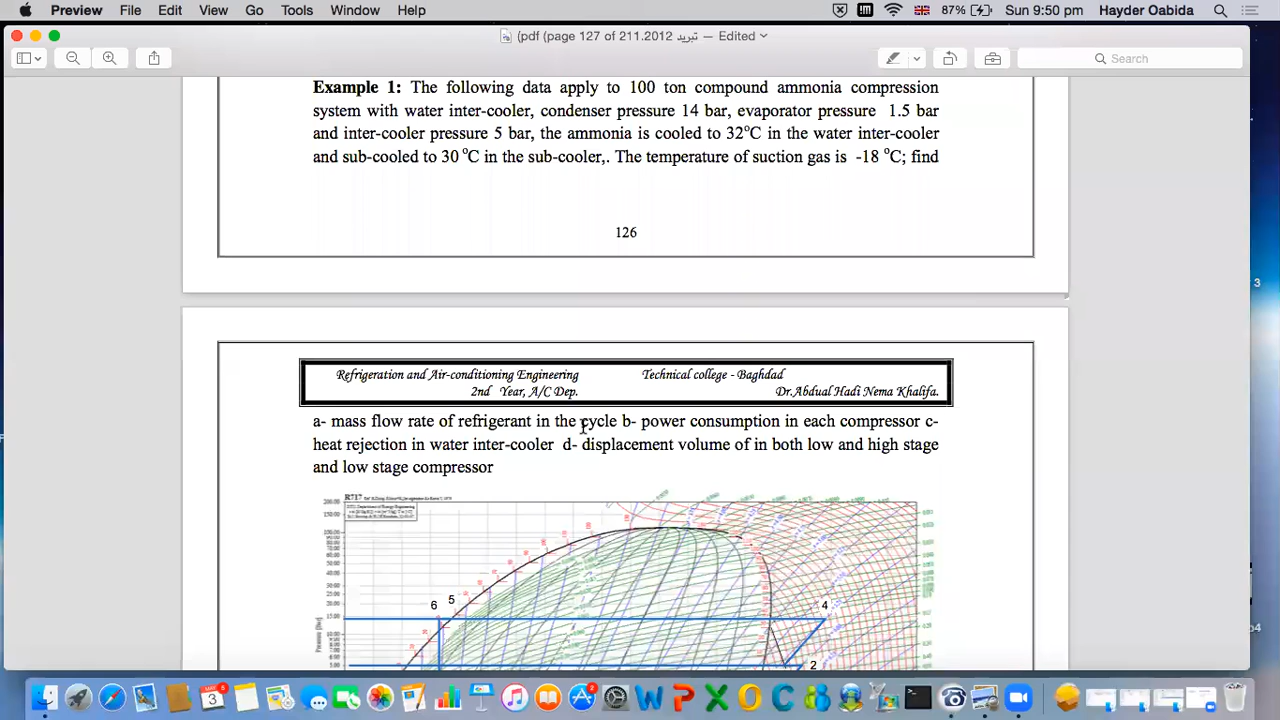 Preview File Edit View Go Tools Window Help 87% Sun 9:50 pm Hayder Oabida
(pdf (page 127 of 211.2012 تبريد — Edited
Search
Example 1: The following data apply to 100 ton compound ammonia compression
system with water inter-cooler, condenser pressure 14 bar, evaporator pressure 1.5 bar
and inter-cooler pressure 5 bar, the ammonia is cooled to 32°C in the water inter-cooler
and sub-cooled to 30 °C in the sub-cooler,. The temperature of suction gas is -18 °C; find
126
Refrigeration and Air-conditioning Engineering Technical college - Baghdad
2nd Year, A/C Dep. Dr.Abdual Hadi Nema Khalifa.
a- mass flow rate of refrigerant in the cycle b- power consumption in each compressor c-
heat rejection in water inter-cooler d- displacement volume of in both low and high stage
and low stage compressor
R717
6 5 4
2
Pressure [Bar]
3